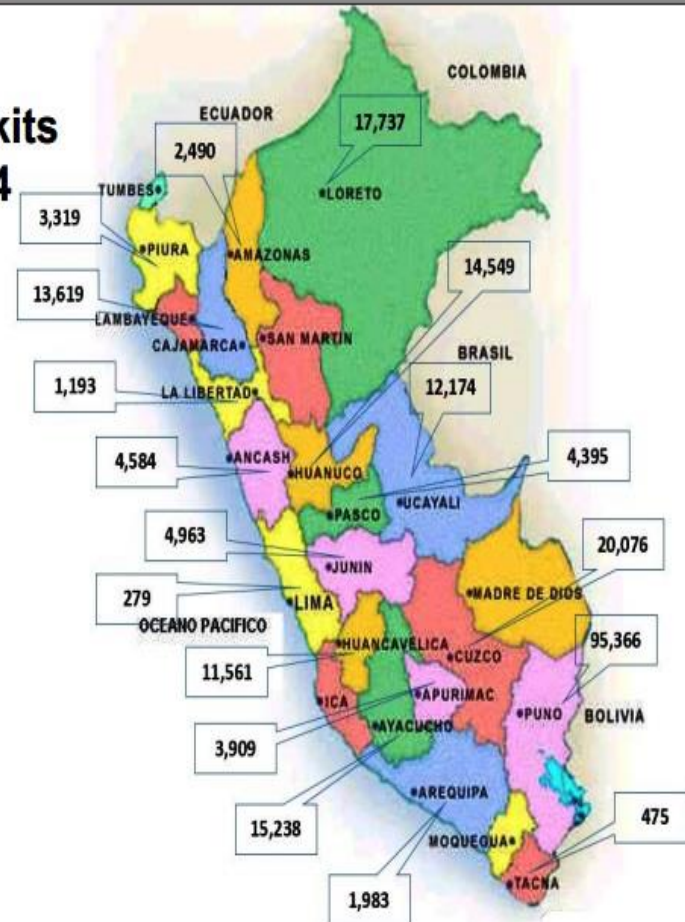 kits
4
COLOMBIA
ECUADOR
17,737
2,490
TUMBES
LORETO
3,319
PIURA
AMAZONAS
14,549
13,619
LAMBAYEQUE
SAN MARTIN
CAJAMARCA
BRASIL
12,174
1,193
LA LIBERTAD
ANCASH
4,584
HUANUCO
4,395
UCAYALI
PASCO
4,963
20,076
JUNIN
279
LIMA
MADRE DE DIOS
OCEANO PACIFICO
95,366
HUANCAVELICA
CUZCO
11,561
ICA
APURIMAC
PUNO
BOLIVIA
AYACUCHO
3,909
AREQUIPA
15,238
475
MOQUEGUA
1,983
TACNA